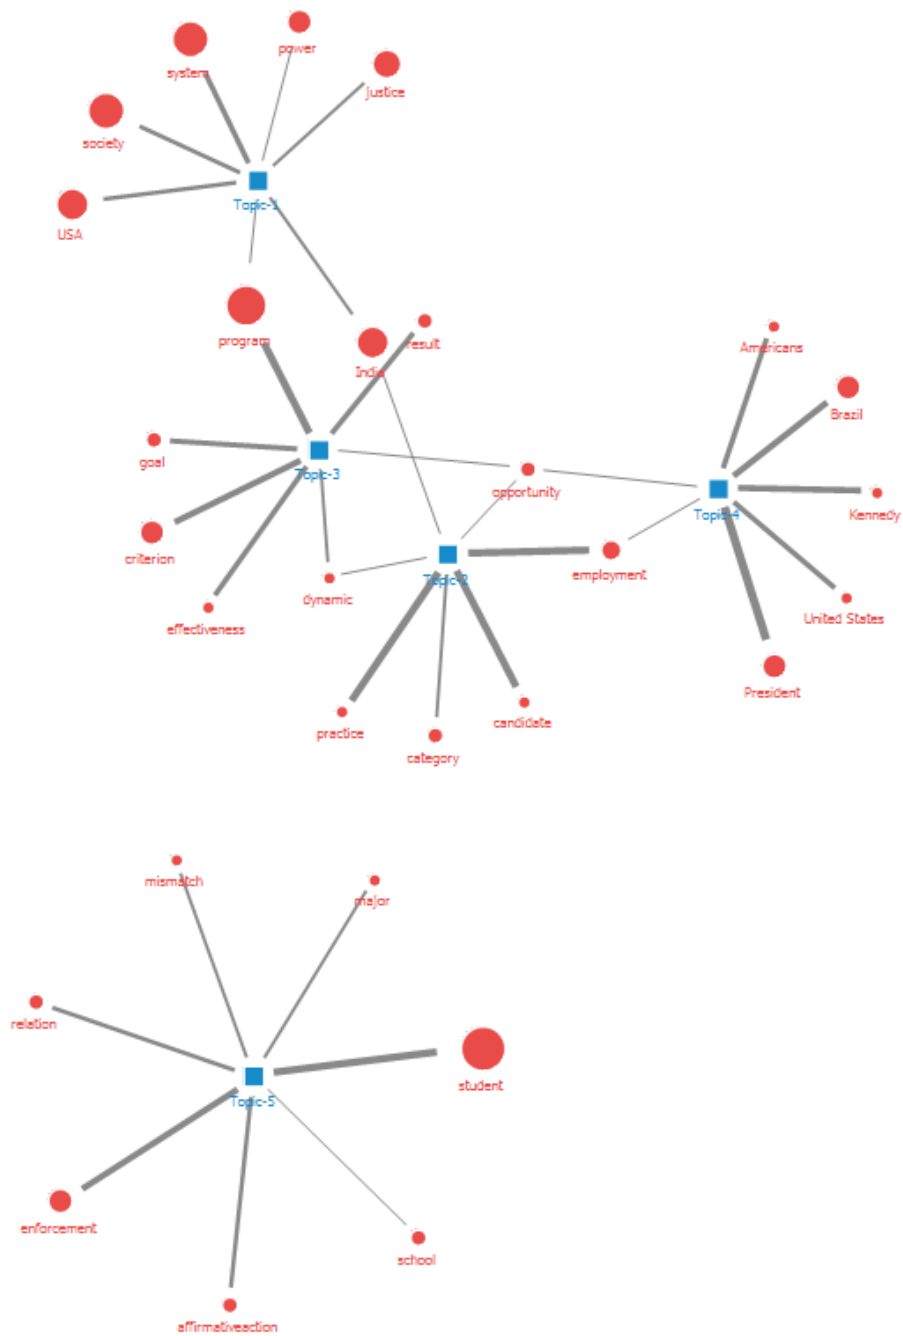 power
system
Justice
society
Topic-1
USA
program
result
India
Americans
Brazil
goal
Topic-3
opportunity
Topic-4
Kennedy
criterion
employment
Topic-2
dynamic
United States
effectiveness
President
candidate
practice
category
mismatch
major
relation
student
Topic-5
enforcement
school
affirmativeaction